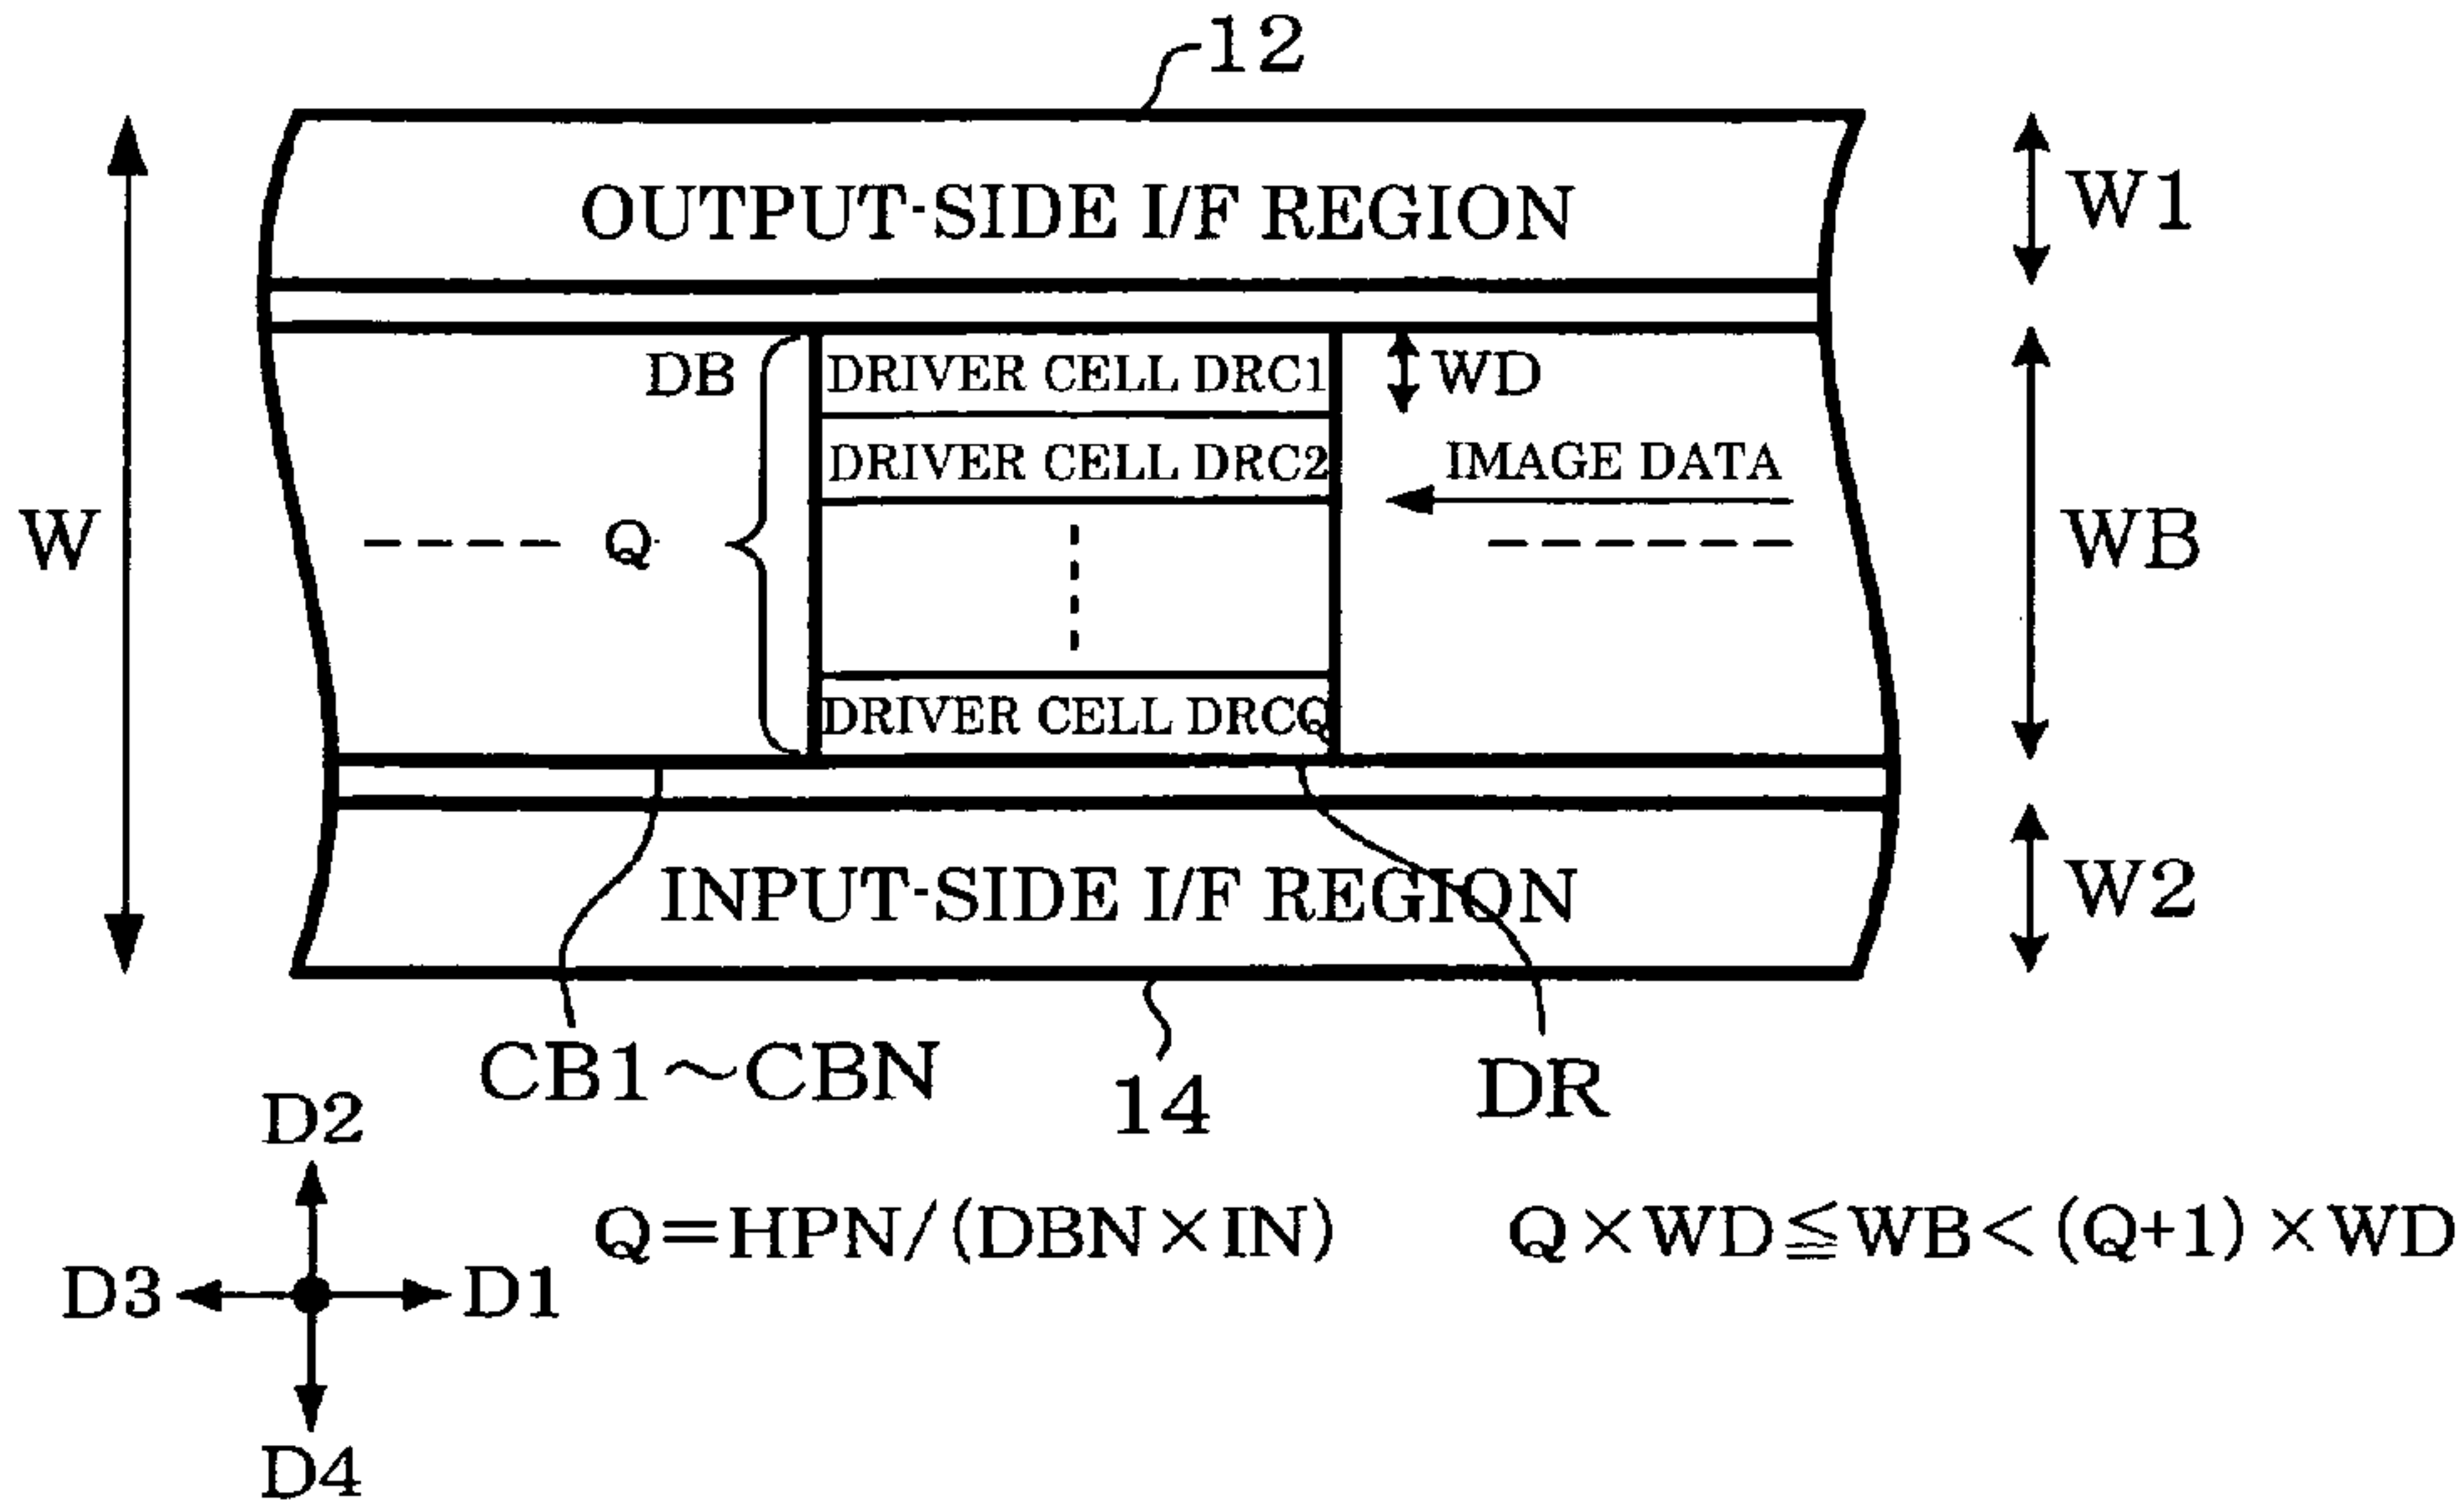 12
OUTPUT-SIDE I/F REGION
W1
DB
DRIVER CELL DRC1
WD
DRIVER CELL DRC2
IMAGE DATA
W
Q
WB
DRIVER CELL DRCQ
INPUT-SIDE I/F REGION
W2
CB1~CBN
14
DR
D2
Q=HPN/(DBN×IN)
Q×WD≦WB<(Q+1)×WD
D3
D1
D4